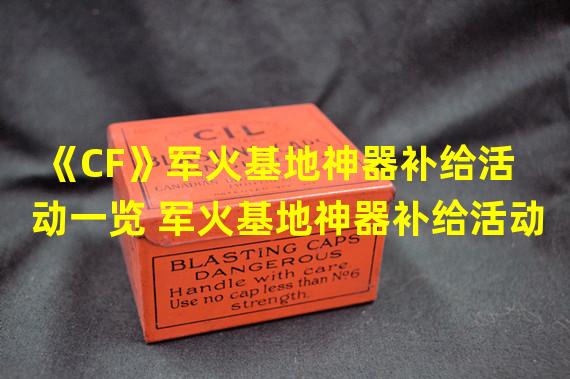 《CF》军火基地神器补给活
动一览 军火基地神器补给活动
CIL
BLASTING CAPS
DANGEROUS
Handle with care
Use no cap less than No6
strength.